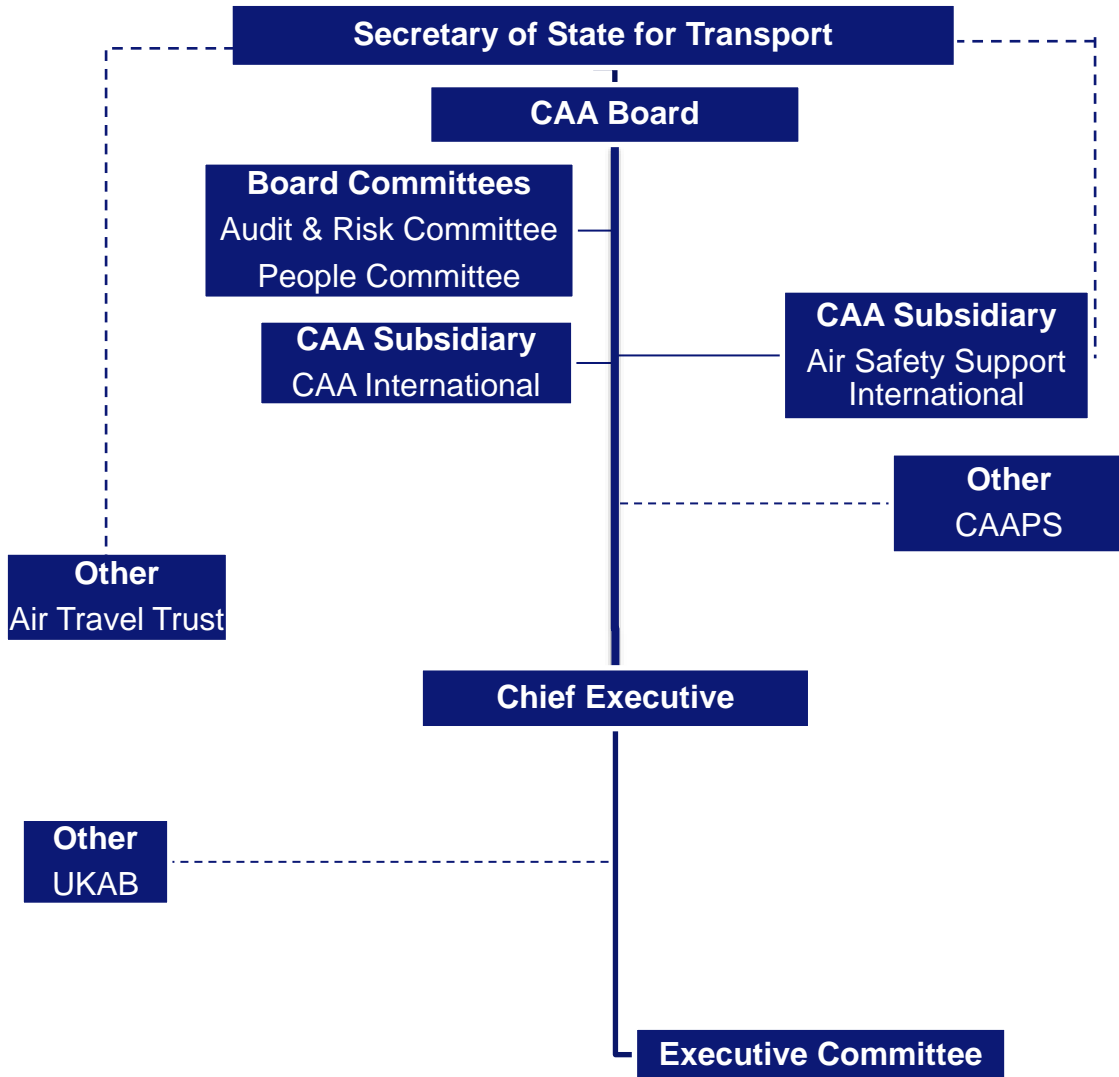 Secretary of State for Transport
CAA Board
Board Committees
Audit & Risk Committee
People Committee
CAA Subsidiary
CAA International
CAA Subsidiary
Air Safety Support
International
Other
CAAPS
Other
Air Travel Trust
Chief Executive
Other
UKAB
Executive Committee